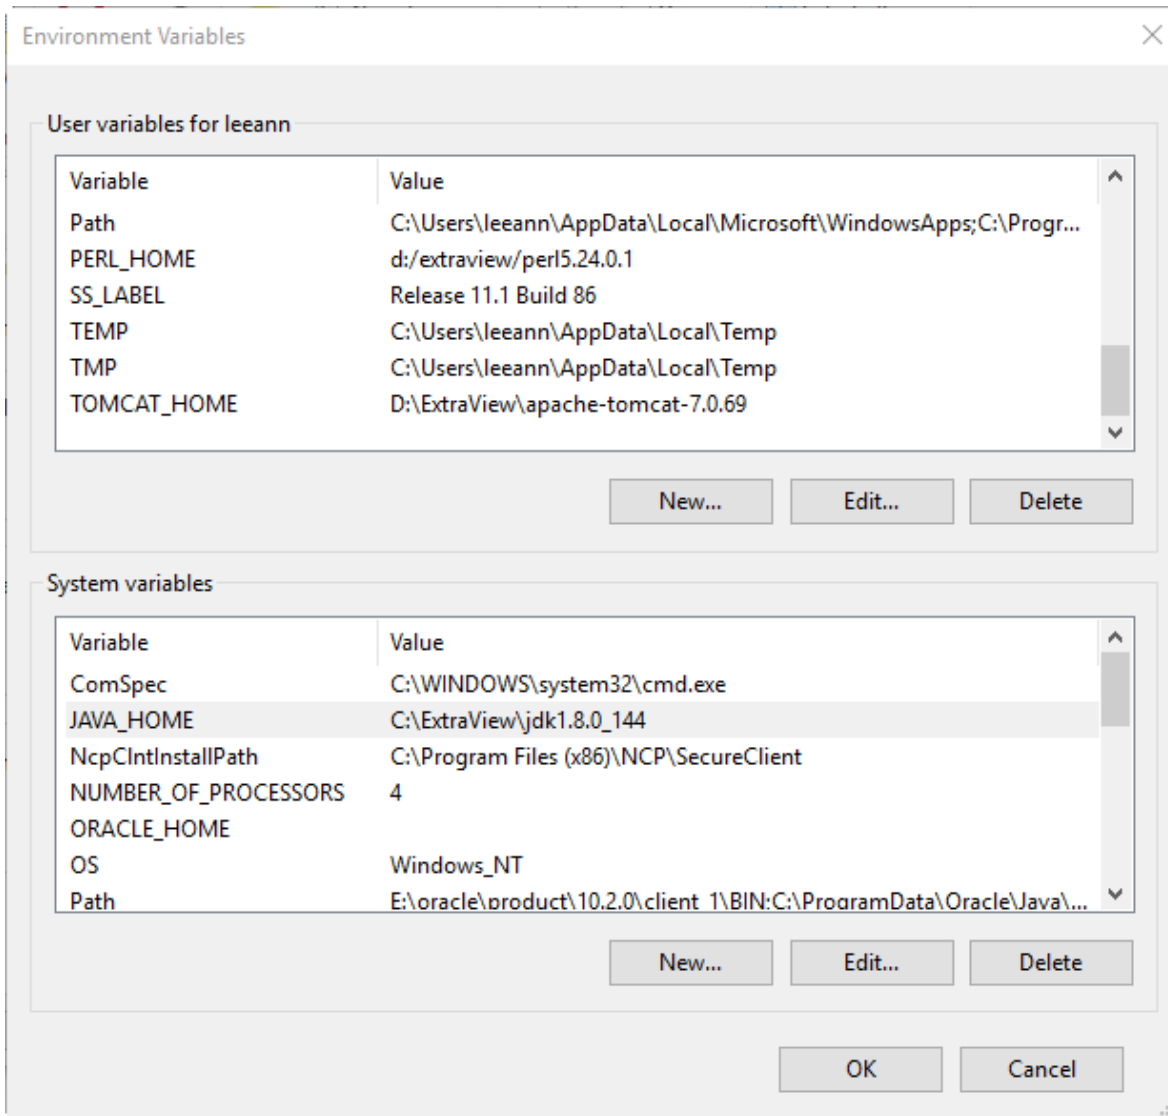 Environment Variables
User variables for leeann
Variable Value
Path C:\Users\leeann\AppData\Local\Microsoft\WindowsApps;C:\Progr...
PERL_HOME d:/extraview/perl5.24.0.1
SS_LABEL Release 11.1 Build 86
TEMP C:\Users\leeann\AppData\Local\Temp
TMP C:\Users\leeann\AppData\Local\Temp
TOMCAT_HOME D:\ExtraView\apache-tomcat-7.0.69
New... Edit... Delete
System variables
Variable Value
ComSpec C:\WINDOWS\system32\cmd.exe
JAVA_HOME C:\ExtraView\jdk1.8.0_144
NcpClntInstallPath C:\Program Files (x86)\NCP\SecureClient
NUMBER_OF_PROCESSORS 4
ORACLE_HOME
OS Windows_NT
Path E:\oracle\product\10.2.0\client_1\BIN;C:\ProgramData\Oracle\Java\...
New... Edit... Delete
OK Cancel